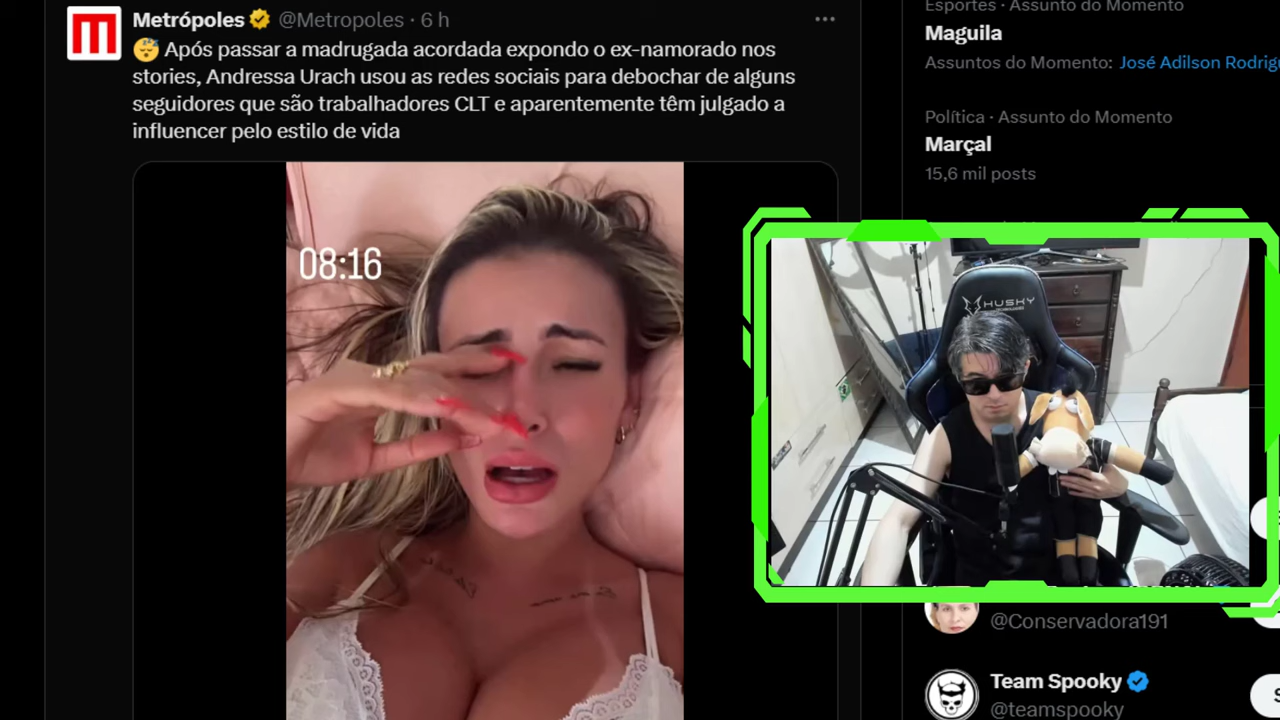 Metrópoles @Metropoles · 6 h
😴 Após passar a madrugada acordada expondo o ex-namorado nos
stories, Andressa Urach usou as redes sociais para debochar de alguns
seguidores que são trabalhadores CLT e aparentemente têm julgado a
influencer pelo estilo de vida
08:16
Esportes · Assunto do Momento
Maguila
Assuntos do Momento: José Adilson Rodrig
Política · Assunto do Momento
Marçal
15,6 mil posts
HUSKY
@Conservadora191
Team Spooky
@teamspooky